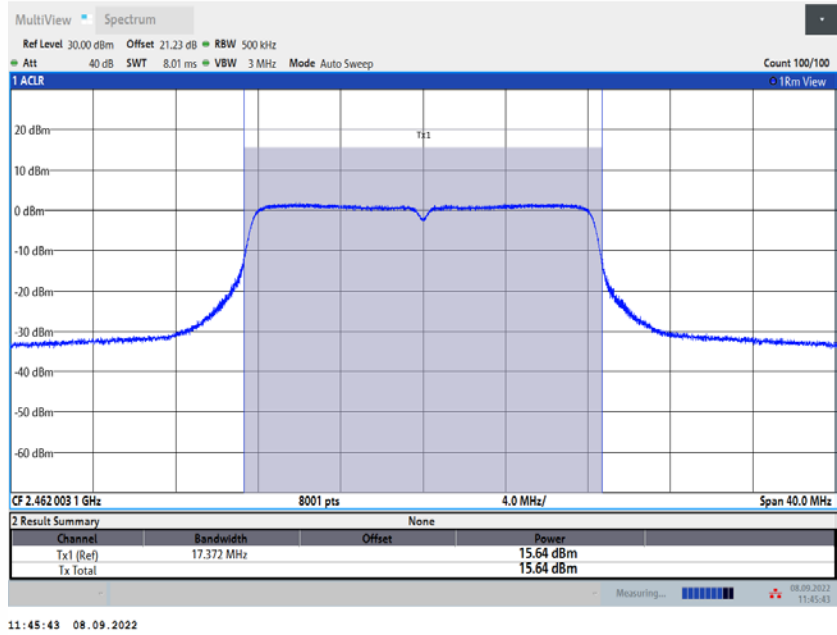 MultiView Spectrum
Ref Level 30.00 dBm Offset 21.23 dB RBW 500 kHz
Att 40 dB SWT 8.01 ms VBW 3 MHz Mode Auto Sweep Count 100/100
1 ACLR 1Rm View
20 dBm
Tx1
10 dBm
0 dBm
-10 dBm
-20 dBm
-30 dBm
-40 dBm
-50 dBm
-60 dBm
CF 2.462 003 1 GHz 8001 pts 4.0 MHz/ Span 40.0 MHz
2 Result Summary None
Channel Bandwidth Offset Power
Tx1 (Ref) 17.372 MHz 15.64 dBm
Tx Total 15.64 dBm
Measuring... 08.09.2022
11:45:43
11:45:43 08.09.2022